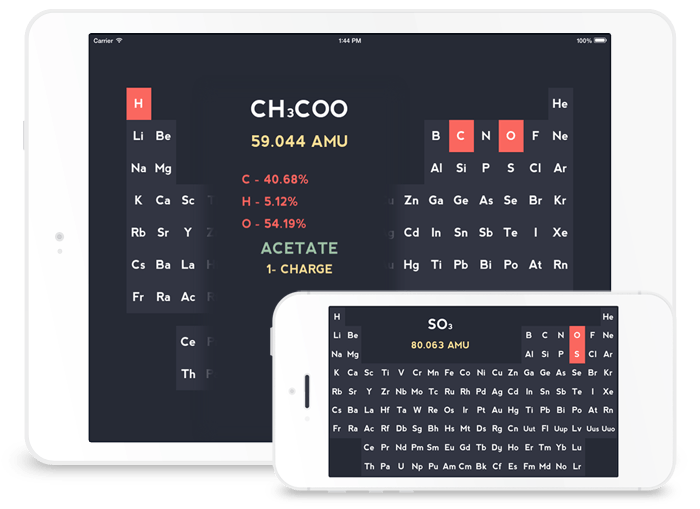 Carrier 1:44 PM 100%
H He
Li Be B C N O F Ne
Na Mg Al Si P S Cl Ar
K Ca Sc Zn Ga Ge As Se Br Kr
Rb Sr Y Cd In Sn Sb Te I Xe
Cs Ba La Hg Ti Pb Bi Po At Rn
Fr Ra Ac
Ce
Th
CH₃COO
59.044 AMU
C - 40.68%
H - 5.12%
O - 54.19%
ACETATE
1- CHARGE
SO₃
80.063 AMU
H He
Li Be B C N O F Ne
Na Mg Al Si P S Cl Ar
K Ca Sc Ti V Cr Mn Fe Co Ni Cu Zn Ga Ge As Se Br Kr
Rb Sr Y Zr Nb Mo Tc Ru Rh Pd Ag Cd In Sn Sb Te I Xe
Cs Ba La Hf Ta W Re Os Ir Pt Au Hg Ti Pb Bi Po At Rn
Fr Ra Ac Rf Db Sg Bh Hs Mt Ds Rg Cn Uut Fl Uup Lv Uus Uuo
Ce Pr Nd Pm Sm Eu Gd Tb Dy Ho Er Tm Yb Lu
Th Pa U Np Pu Am Cm Bk Cf Es Fm Md No Lr